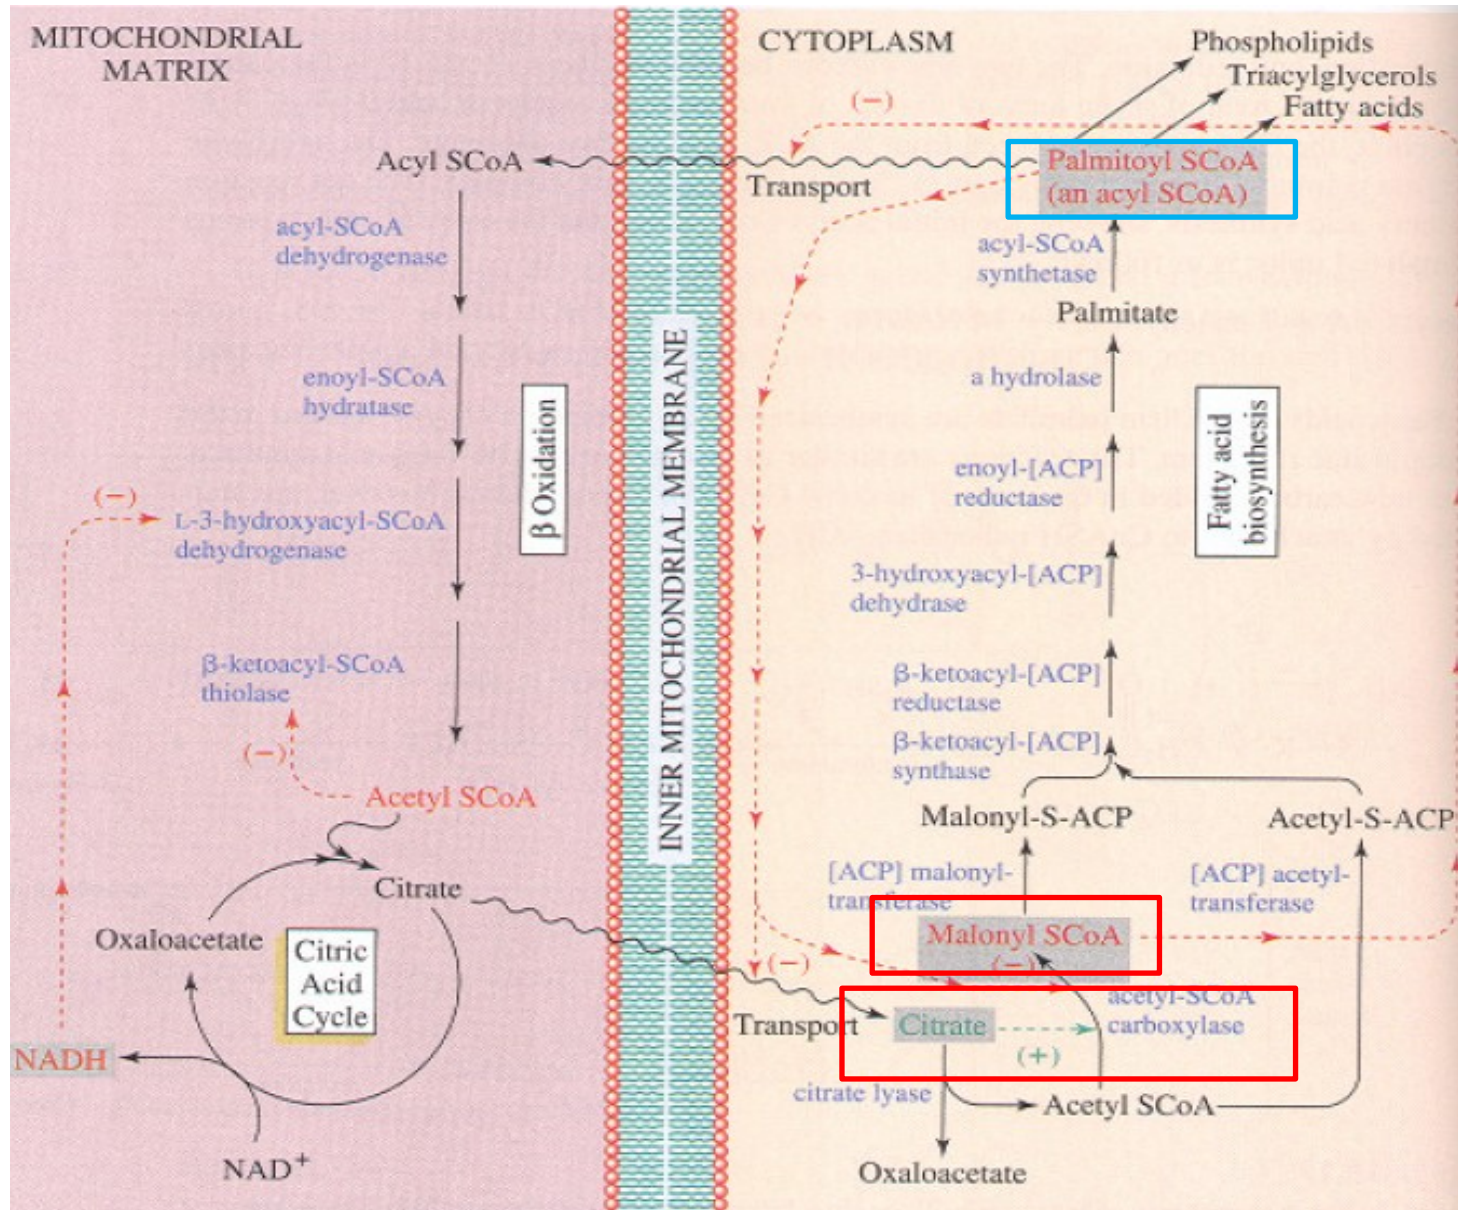 MITOCHONDRIAL
MATRIX
Acyl SCoA
acyl-SCoA
dehydrogenase
enoyl-SCoA
hydratase
β Oxidation
(−)
L-3-hydroxyacyl-SCoA
dehydrogenase
β-ketoacyl-SCoA
thiolase
(−)
Acetyl SCoA
Citrate
Oxaloacetate
Citric
Acid
Cycle
NADH
NAD+
INNER MITOCHONDRIAL MEMBRANE
CYTOPLASM
Phospholipids
Triacylglycerols
Fatty acids
(−)
Transport
Palmitoyl SCoA
(an acyl SCoA)
acyl-SCoA
synthetase
Palmitate
a hydrolase
Fatty acid
biosynthesis
enoyl-[ACP]
reductase
3-hydroxyacyl-[ACP]
dehydrase
β-ketoacyl-[ACP]
reductase
β-ketoacyl-[ACP]
synthase
Malonyl-S-ACP
Acetyl-S-ACP
[ACP] malonyl-
transferase
[ACP] acetyl-
transferase
Malonyl SCoA
(−)
(−)
acetyl-SCoA
carboxylase
Transport
Citrate
(+)
citrate lyase
Acetyl SCoA
Oxaloacetate